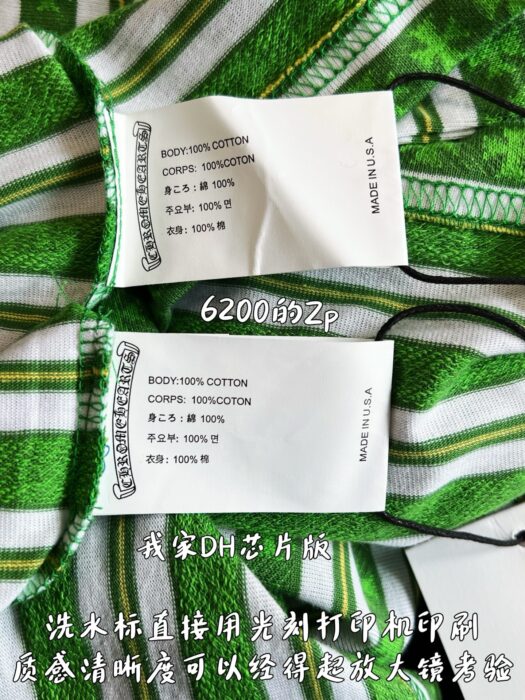 CHROME HEARTS
BODY:100% COTTON
CORPS: 100%COTON
身ころ : 綿 100%
주요부: 100% 면
衣身: 100% 棉
MADE IN U.S.A
6200的Zp
CHROME HEARTS
BODY:100% COTTON
CORPS: 100%COTON
身ころ : 綿 100%
주요부: 100% 면
衣身: 100% 棉
MADE IN U.S.A
我家DH芯片版
洗水标直接用光刻打印机印刷
质感清晰度可以经得起放大镜考验